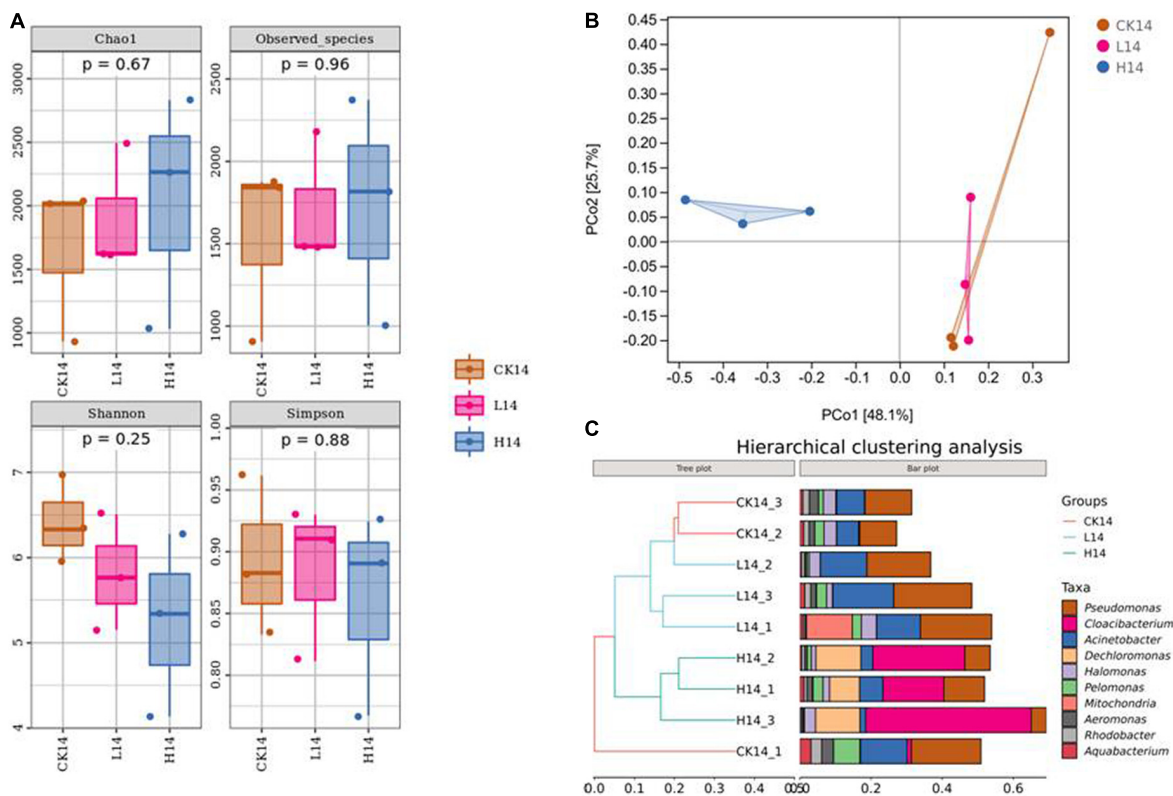 A
Chao1
p = 0.67
3000
2500
2000
1500
1000
CK14
L14
H14
Observed_species
p = 0.96
2500
2000
1500
1000
CK14
L14
H14
Shannon
p = 0.25
7
6
5
4
CK14
L14
H14
Simpson
p = 0.88
1.00
0.95
0.90
0.85
0.80
CK14
L14
H14
CK14
L14
H14
B
0.45
0.40
0.35
0.30
0.25
0.20
0.15
0.10
0.05
0.00
-0.05
-0.10
-0.15
-0.20
PCo2 [25.7%]
-0.5
-0.4
-0.3
-0.2
0.0
0.1
0.2
0.3
PCo1 [48.1%]
CK14
L14
H14
C
Hierarchical clustering analysis
Tree plot
Bar plot
CK14_3
CK14_2
L14_2
L14_3
L14_1
H14_2
H14_1
H14_3
CK14_1
0.0
0.1
0.2
0.3
0.4
0.5
0.0
0.2
0.4
0.6
Groups
CK14
L14
H14
Taxa
Pseudomonas
Cloacibacterium
Acinetobacter
Dechloromonas
Halomonas
Pelomonas
Mitochondria
Aeromonas
Rhodobacter
Aquabacterium